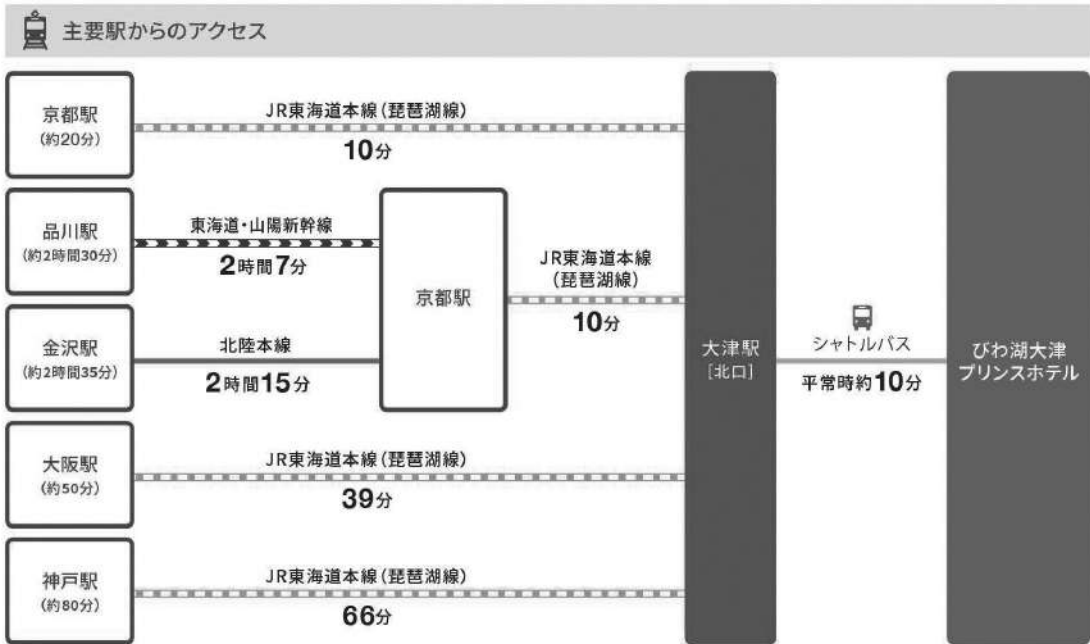 主要駅からのアクセス
京都駅
(約20分)
JR東海道本線(琵琶湖線)
10分
品川駅
(約2時間30分)
東海道・山陽新幹線
2時間7分
金沢駅
(約2時間35分)
北陸本線
2時間15分
京都駅
JR東海道本線
(琵琶湖線)
10分
大阪駅
(約50分)
JR東海道本線(琵琶湖線)
39分
神戸駅
(約80分)
JR東海道本線(琵琶湖線)
66分
大津駅
[北口]
シャトルバス
平常時約10分
びわ湖大津
プリンスホテル